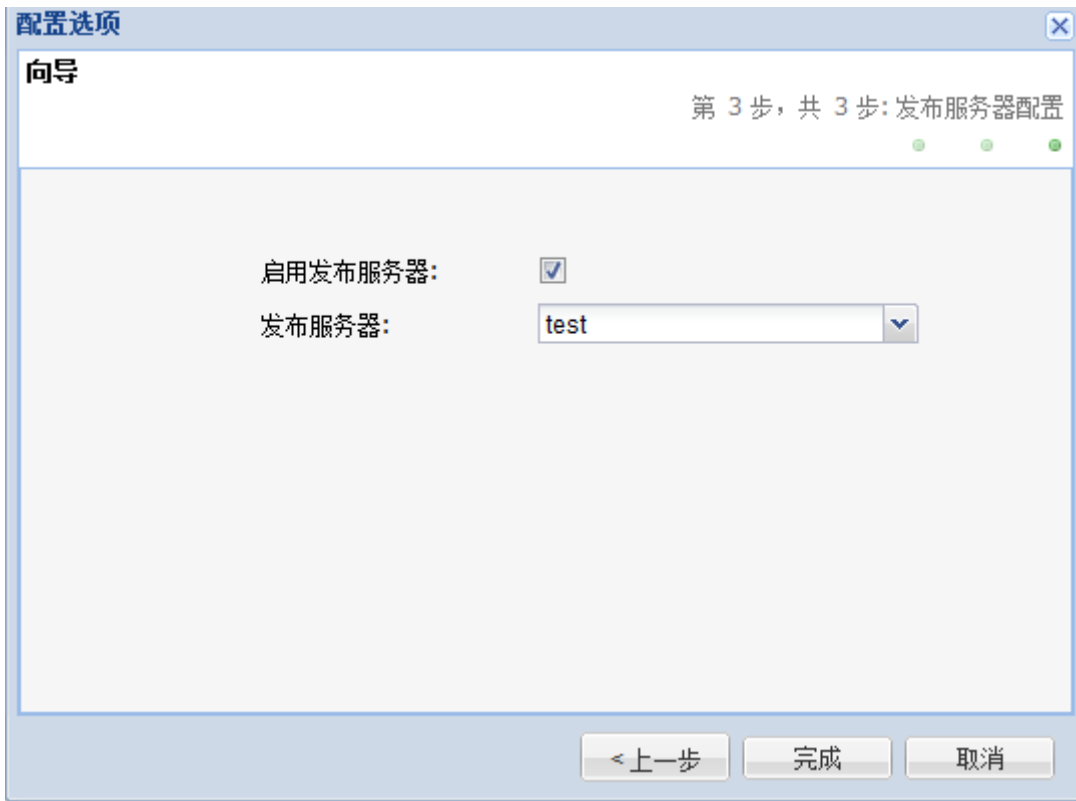 配置选项
向导
第 3 步，共 3 步: 发布服务器配置
启用发布服务器:
发布服务器:
test
<上一步
完成
取消